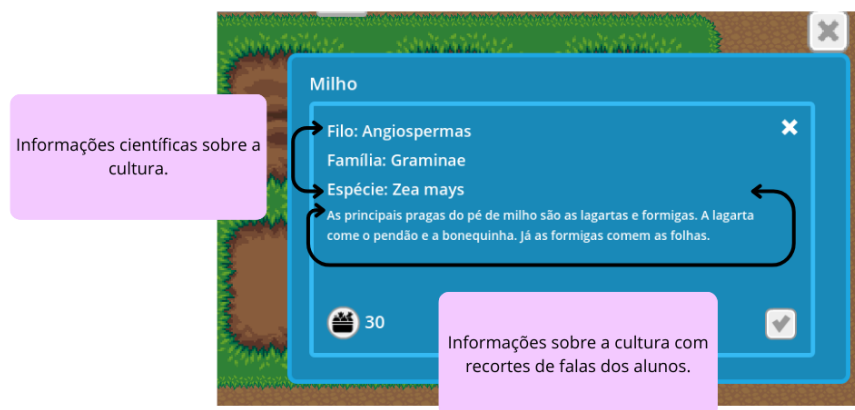 Milho
Informações científicas sobre a
cultura.
Filo: Angiospermas
Família: Graminae
Espécie: Zea mays
As principais pragas do pé de milho são as lagartas e formigas. A lagarta
come o pendão e a bonequinha. Já as formigas comem as folhas.
30
Informações sobre a cultura com
recortes de falas dos alunos.